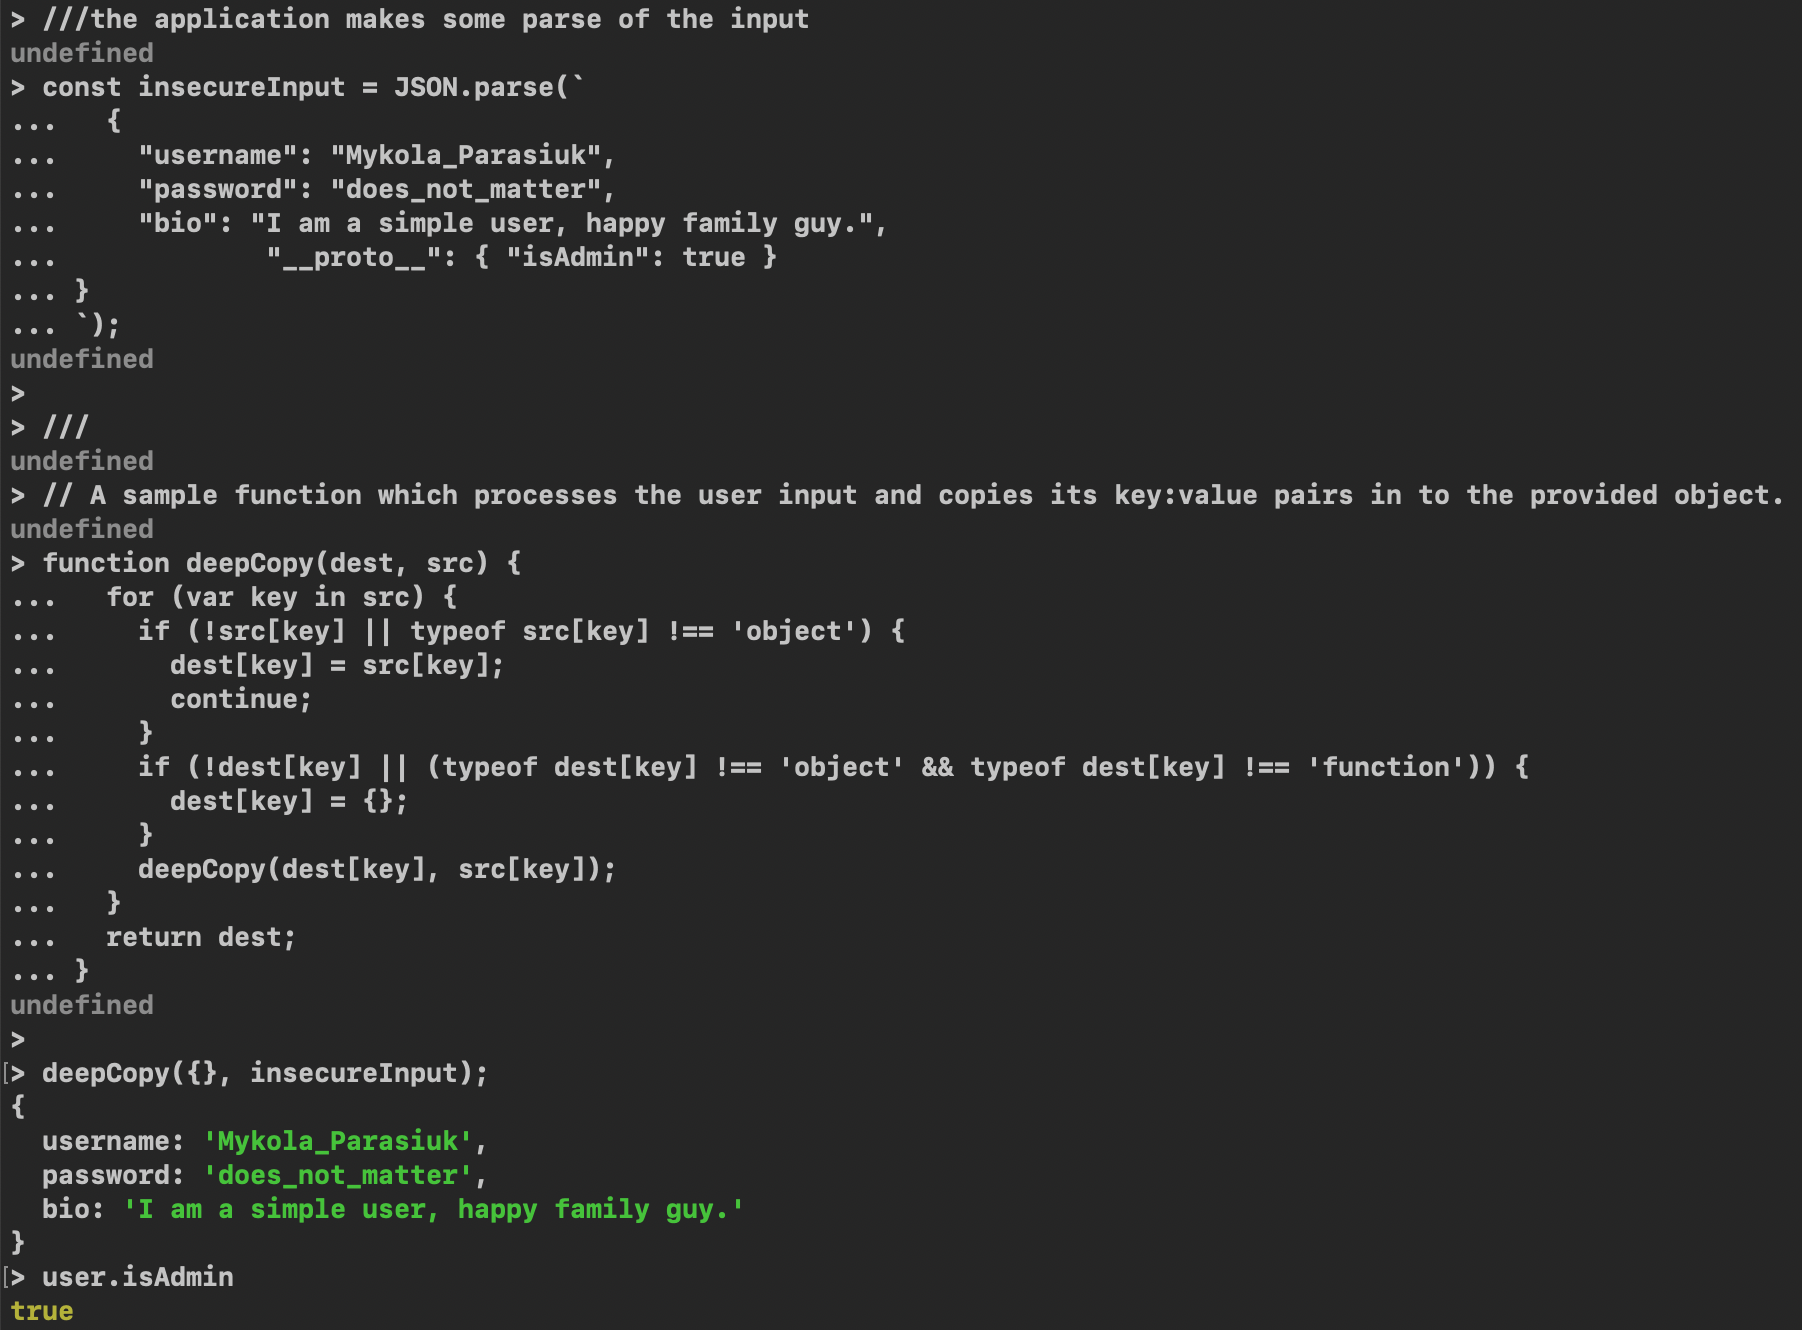 > ///the application makes some parse of the input
undefined
> const insecureInput = JSON.parse(`
...   {
...     "username": "Mykola_Parasiuk",
...     "password": "does_not_matter",
...     "bio": "I am a simple user, happy family guy.",
...             "__proto__": { "isAdmin": true }
... }
... `);
undefined
>
> ///
undefined
> // A sample function which processes the user input and copies its key:value pairs in to the provided object.
undefined
> function deepCopy(dest, src) {
...   for (var key in src) {
...     if (!src[key] || typeof src[key] !== 'object') {
...       dest[key] = src[key];
...       continue;
...     }
...     if (!dest[key] || (typeof dest[key] !== 'object' && typeof dest[key] !== 'function')) {
...       dest[key] = {};
...     }
...     deepCopy(dest[key], src[key]);
...   }
...   return dest;
... }
undefined
>
[> deepCopy({}, insecureInput);
{
  username: 'Mykola_Parasiuk',
  password: 'does_not_matter',
  bio: 'I am a simple user, happy family guy.'
}
[> user.isAdmin
true